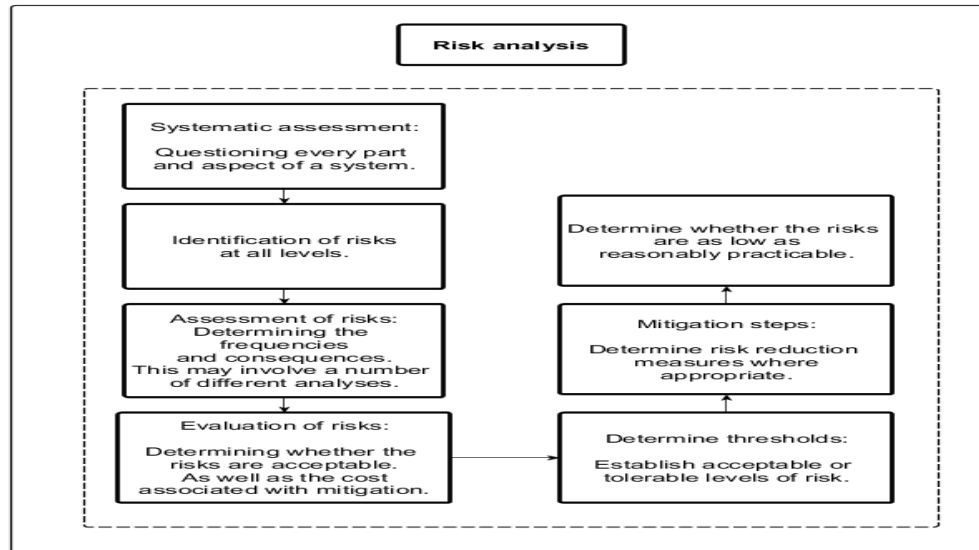 Risk analysis
Systematic assessment:
Questioning every part
and aspect of a system.
Identification of risks
at all levels.
Assessment of risks:
Determining the
frequencies
and consequences.
This may involve a number
of different analyses.
Evaluation of risks:
Determining whether the
risks are acceptable.
As well as the cost
associated with mitigation.
Determine thresholds:
Establish acceptable or
tolerable levels of risk.
Mitigation steps:
Determine risk reduction
measures where
appropriate.
Determine whether the risks
are as low as
reasonably practicable.